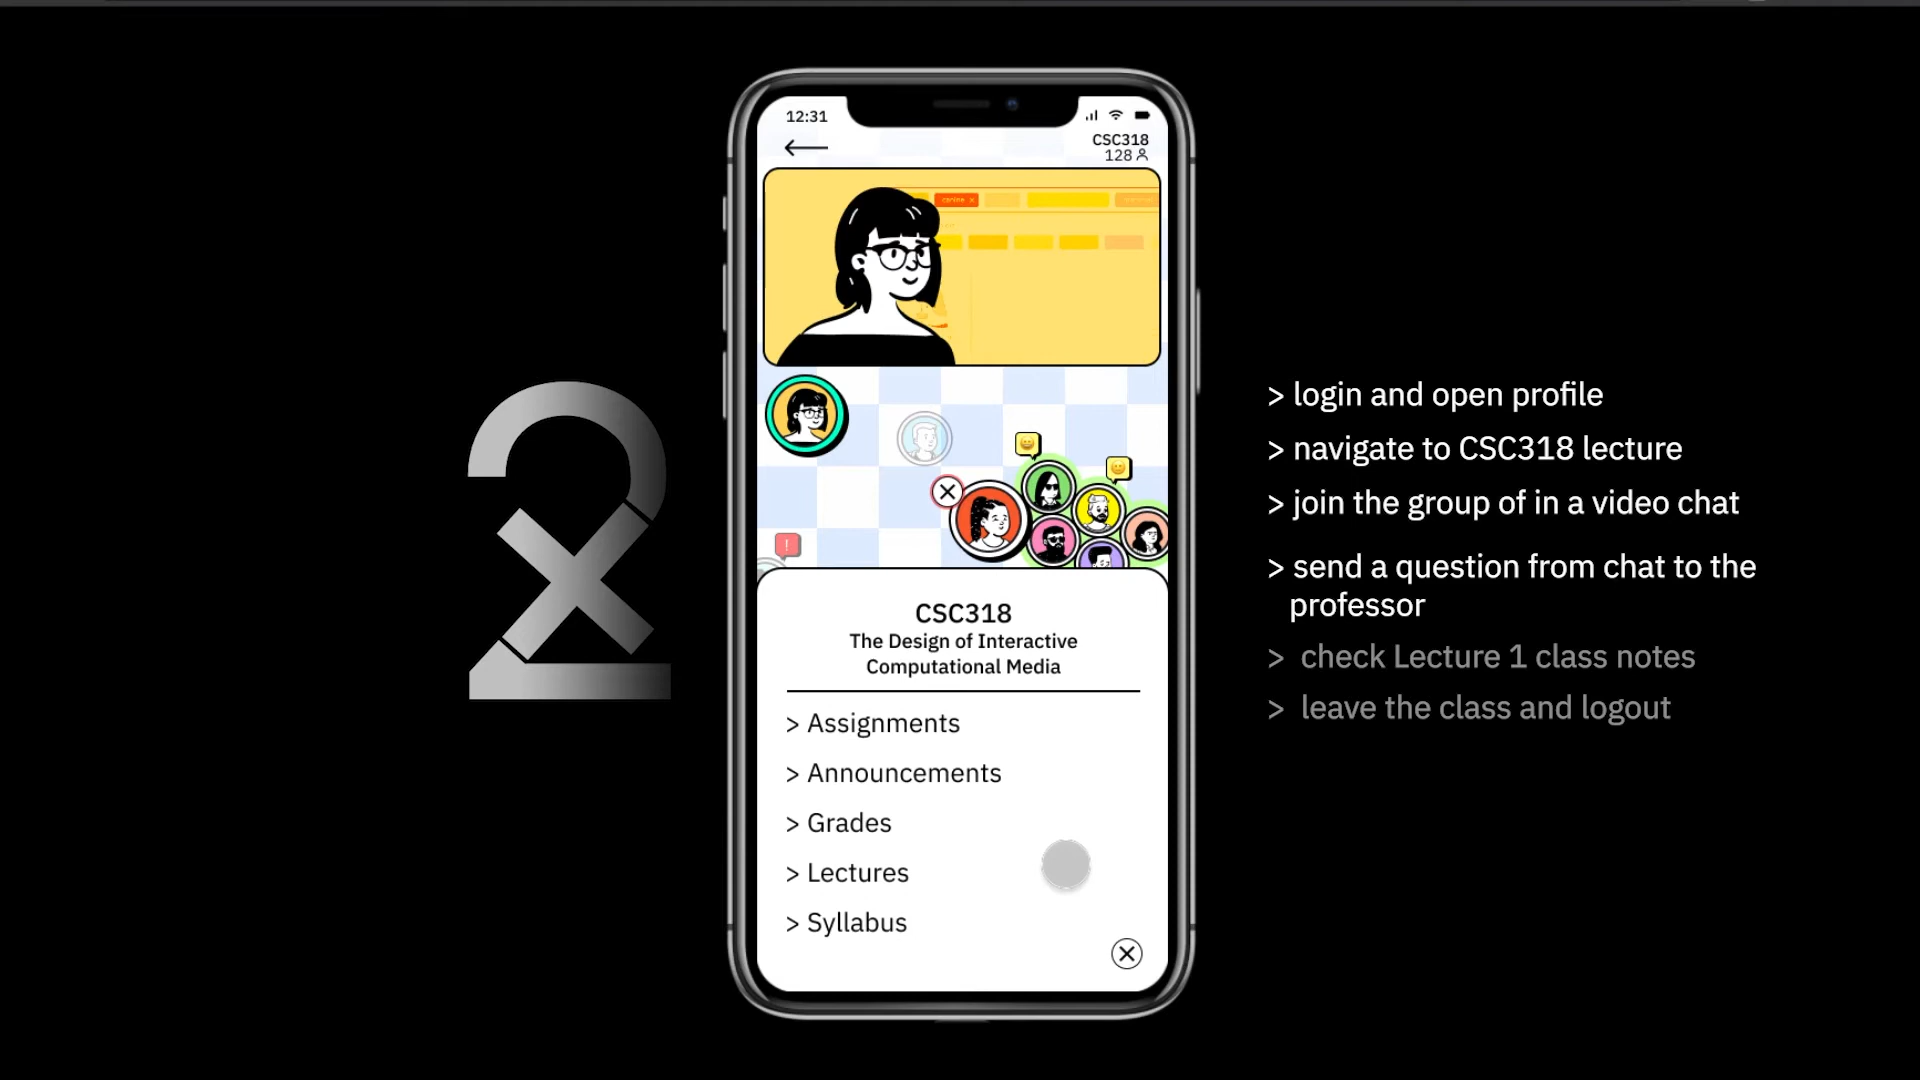 12:31
CSC318
128
2x
CSC318
The Design of Interactive
Computational Media
> Assignments
> Announcements
> Grades
> Lectures
> Syllabus
> login and open profile
> navigate to CSC318 lecture
> join the group of in a video chat
> send a question from chat to the
professor
> check Lecture 1 class notes
> leave the class and logout